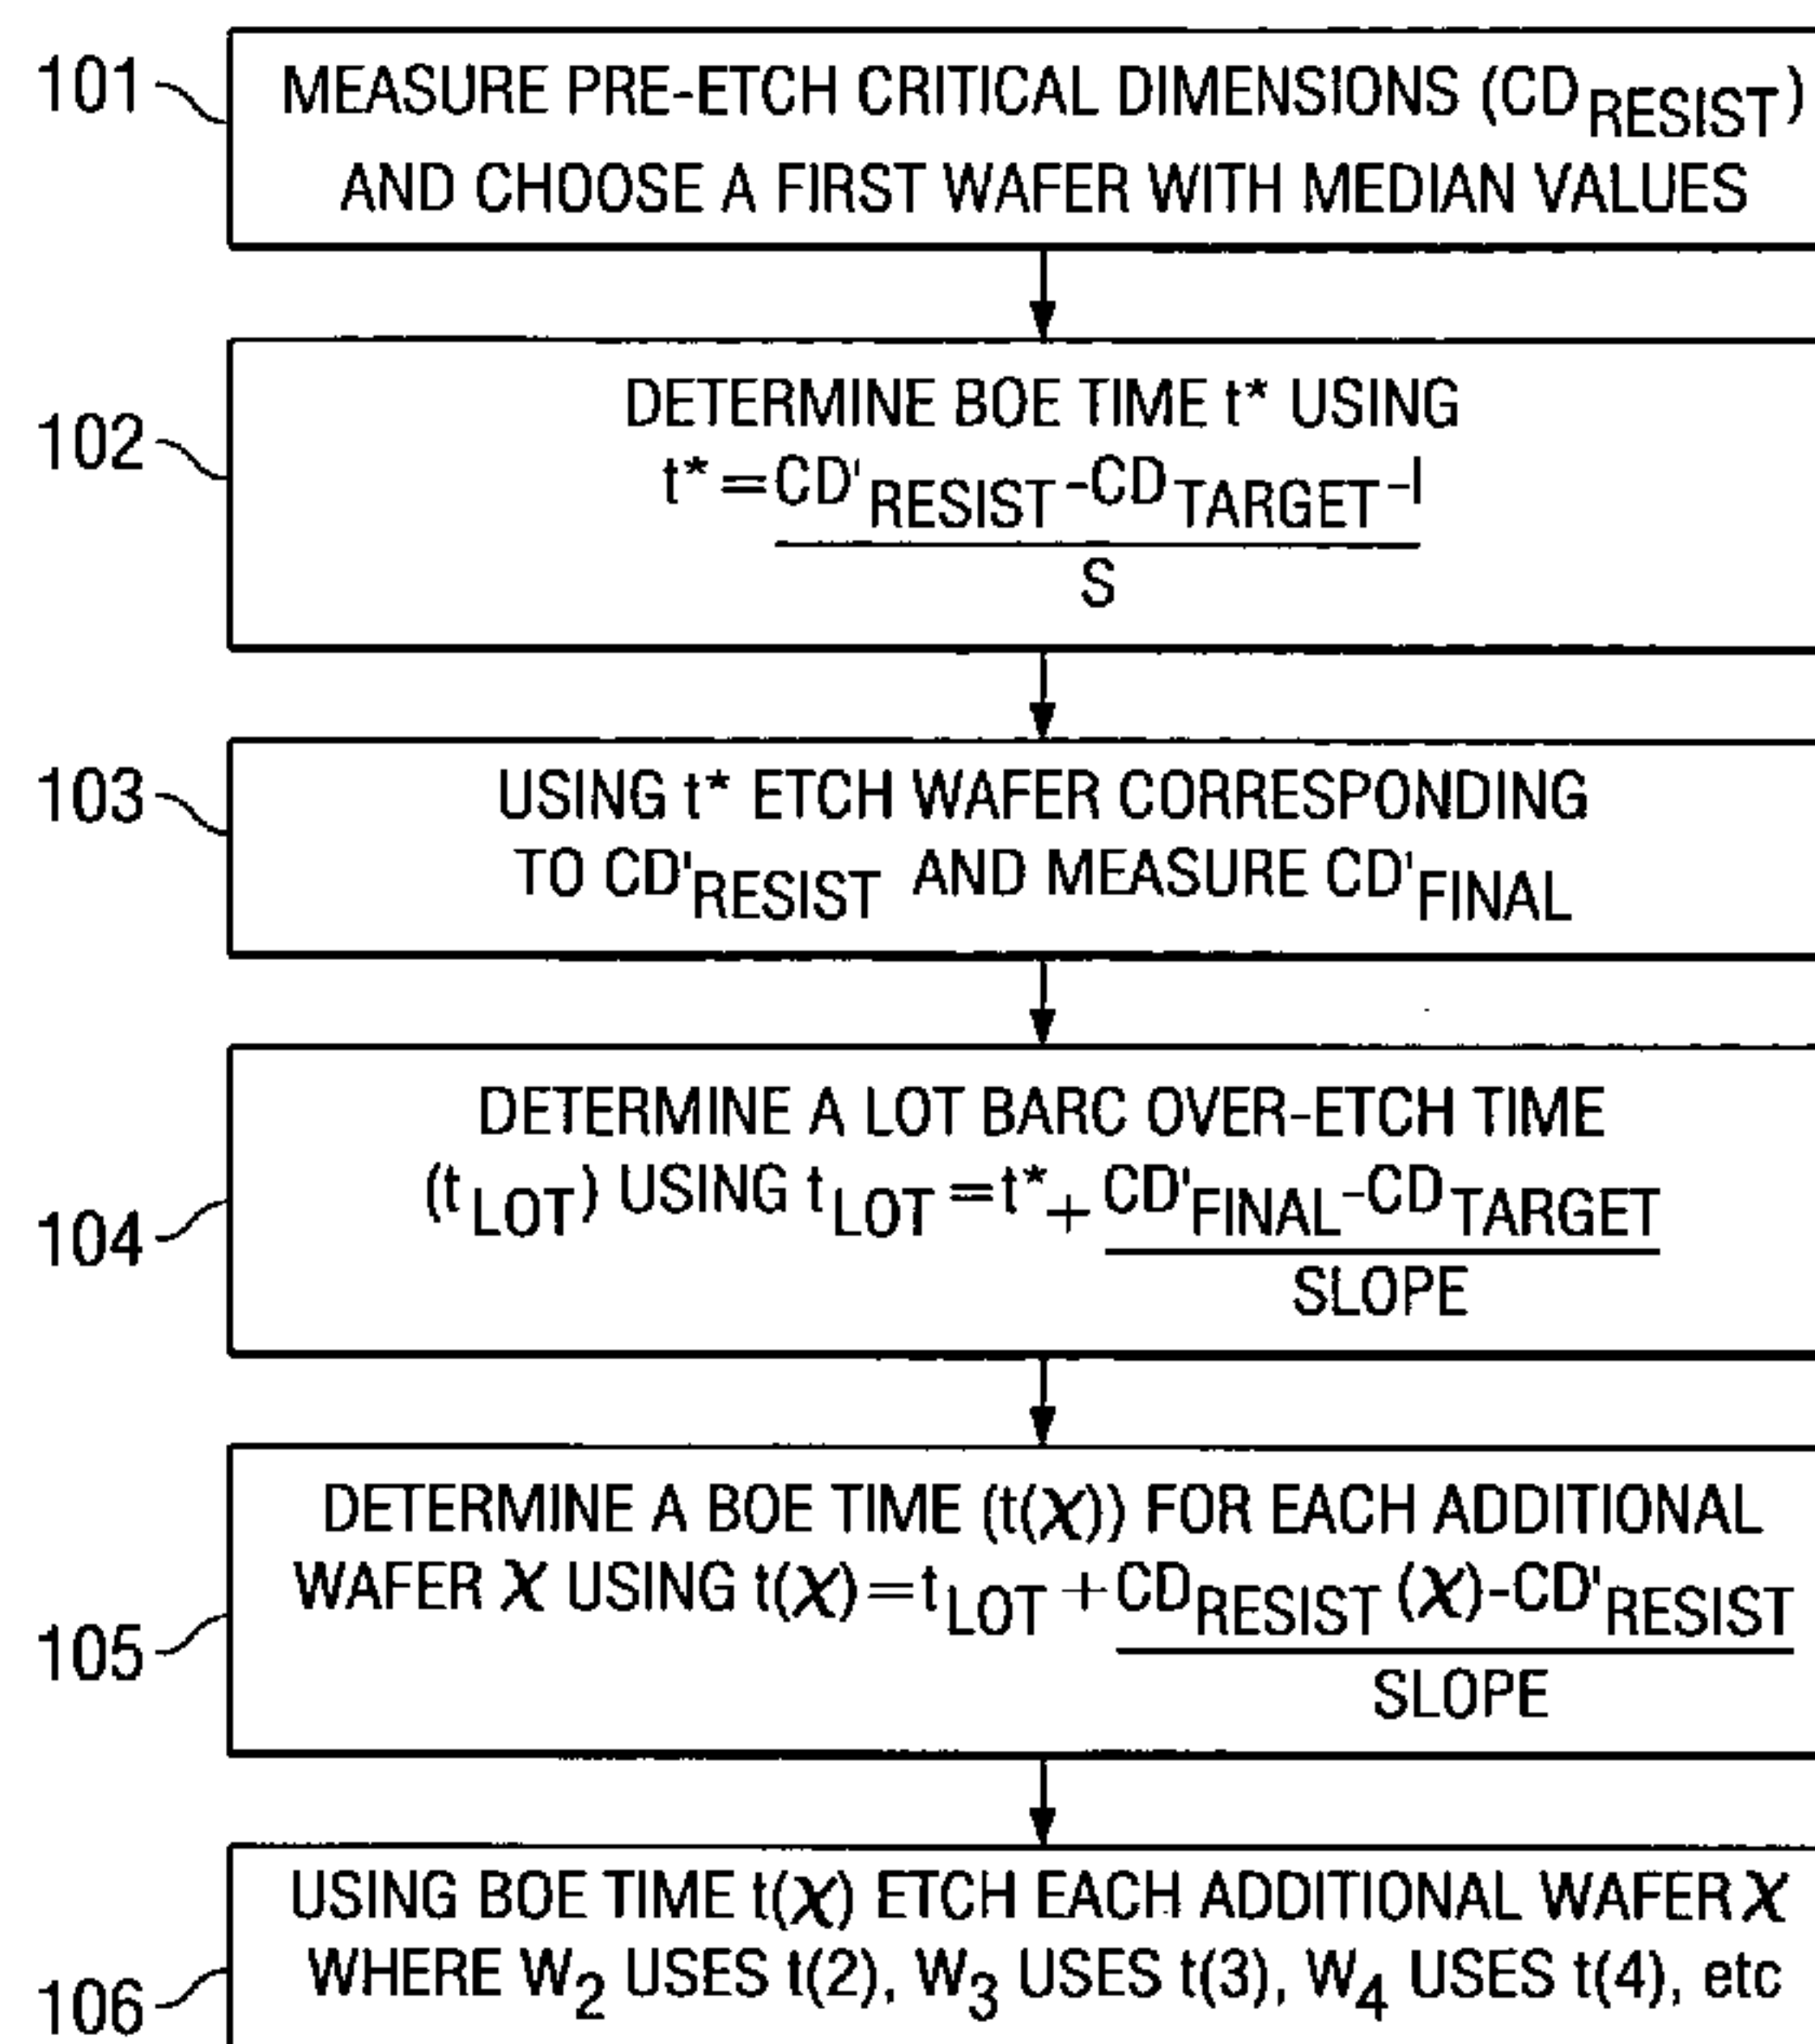 101
MEASURE PRE-ETCH CRITICAL DIMENSIONS (CD RESIST)
AND CHOOSE A FIRST WAFER WITH MEDIAN VALUES
102
DETERMINE BOE TIME t* USING
t* = CD'RESIST -CD TARGET -I
S
103
USING t* ETCH WAFER CORRESPONDING
TO CD'RESIST AND MEASURE CD'FINAL
104
DETERMINE A LOT BARC OVER-ETCH TIME
(t LOT) USING t LOT = t* + CD'FINAL -CD TARGET
SLOPE
105
DETERMINE A BOE TIME (t(X)) FOR EACH ADDITIONAL
WAFER X USING t(X) = t LOT + CD RESIST (X)-CD'RESIST
SLOPE
106
USING BOE TIME t(X) ETCH EACH ADDITIONAL WAFER X
WHERE W2 USES t(2), W3 USES t(3), W4 USES t(4), etc